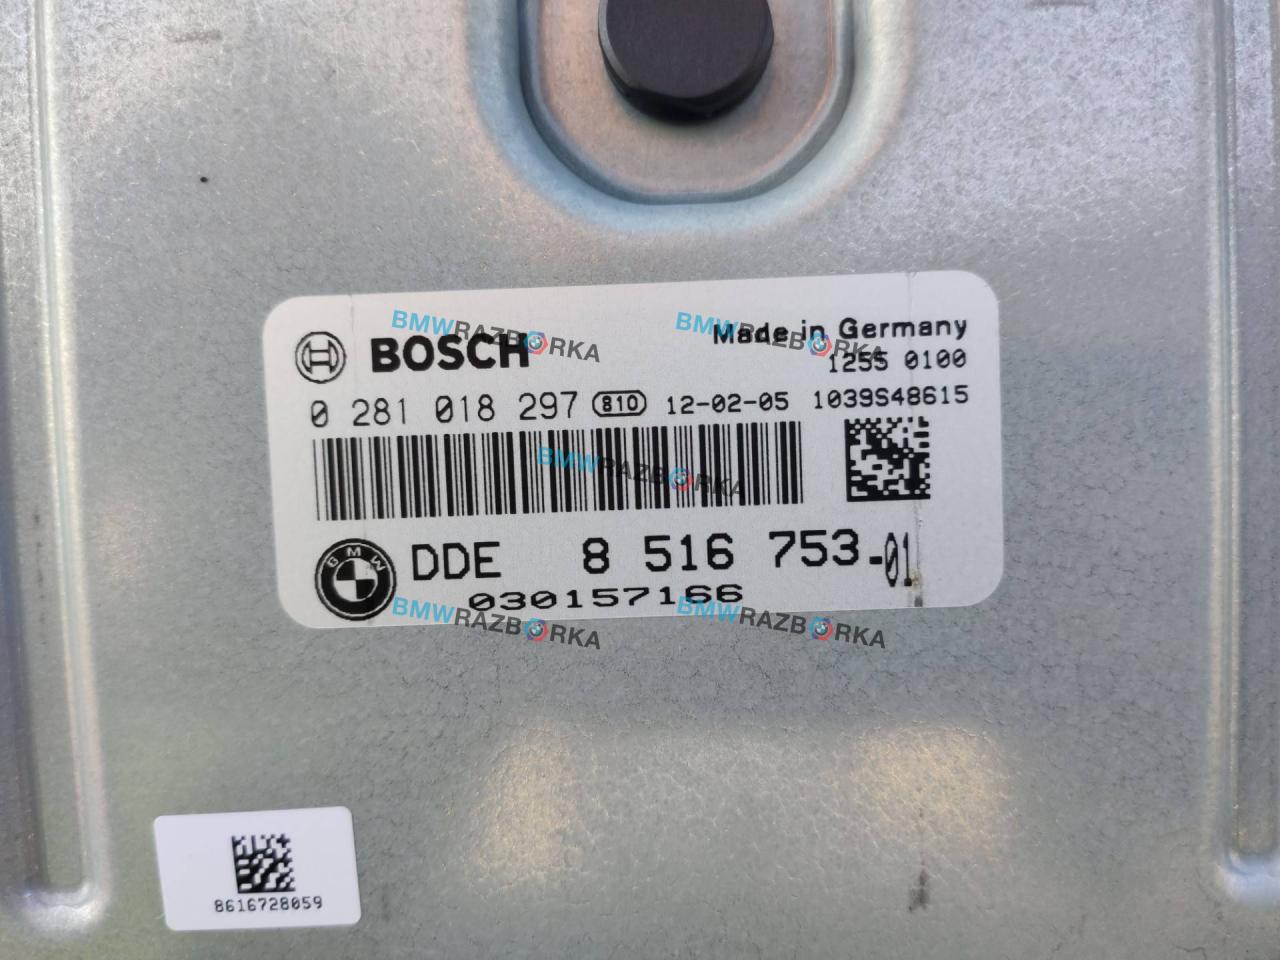 BMWRAZBORKA BMWRAZBORKA
BOSCH Made in Germany
1255 0100
0 281 018 297 810 12-02-05 1039S48615
BMWRAZBORKA
BMW DDE 8 516 753-01
030157166
BMWRAZBORKA BMWRAZBORKA
8616728059